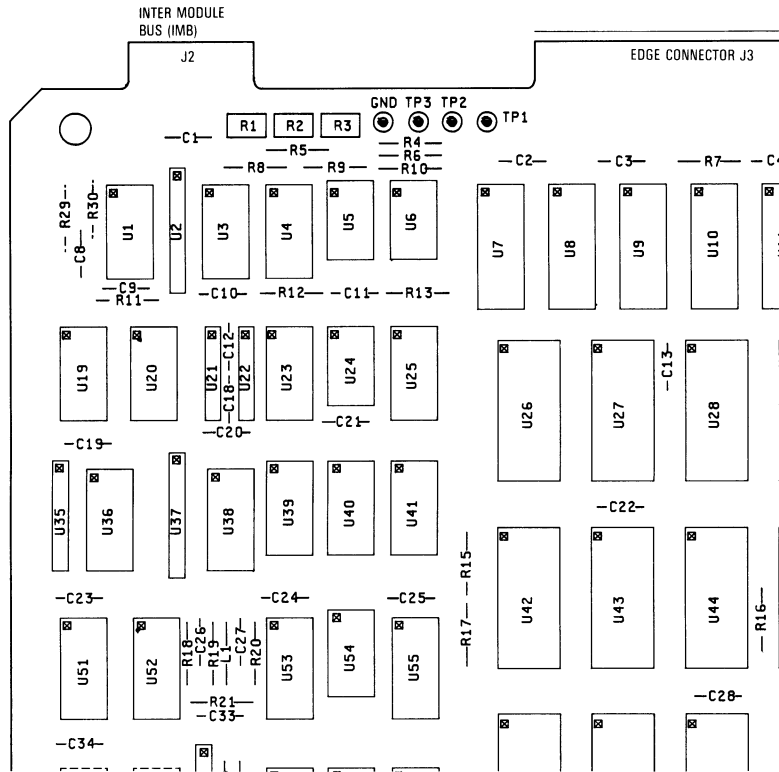 INTER MODULE
BUS (IMB)
J2
EDGE CONNECTOR J3
GND TP3 TP2
TP1
R1 R2 R3
C1
R4
R5
R6
R8 R9
R10
C2 C3 R7
R29 R30
C8
U1 U2 U3 U4 U5 U6
U7 U8 U9 U10
C9
R11
C10 R12 C11 R13
U19 U20 U21 C12 U22 U23 U24 U25
C18
U26 U27 C13 U28
C20 C21
C19
U35 U36 U37 U38 U39 U40 U41
C22
R15
U42 U43 U44
R17 R16
C23 C24 C25
U51 U52 R18 C26 R19 L1 C27 R20 U53 U54 U55
R21
C33
C28
C34